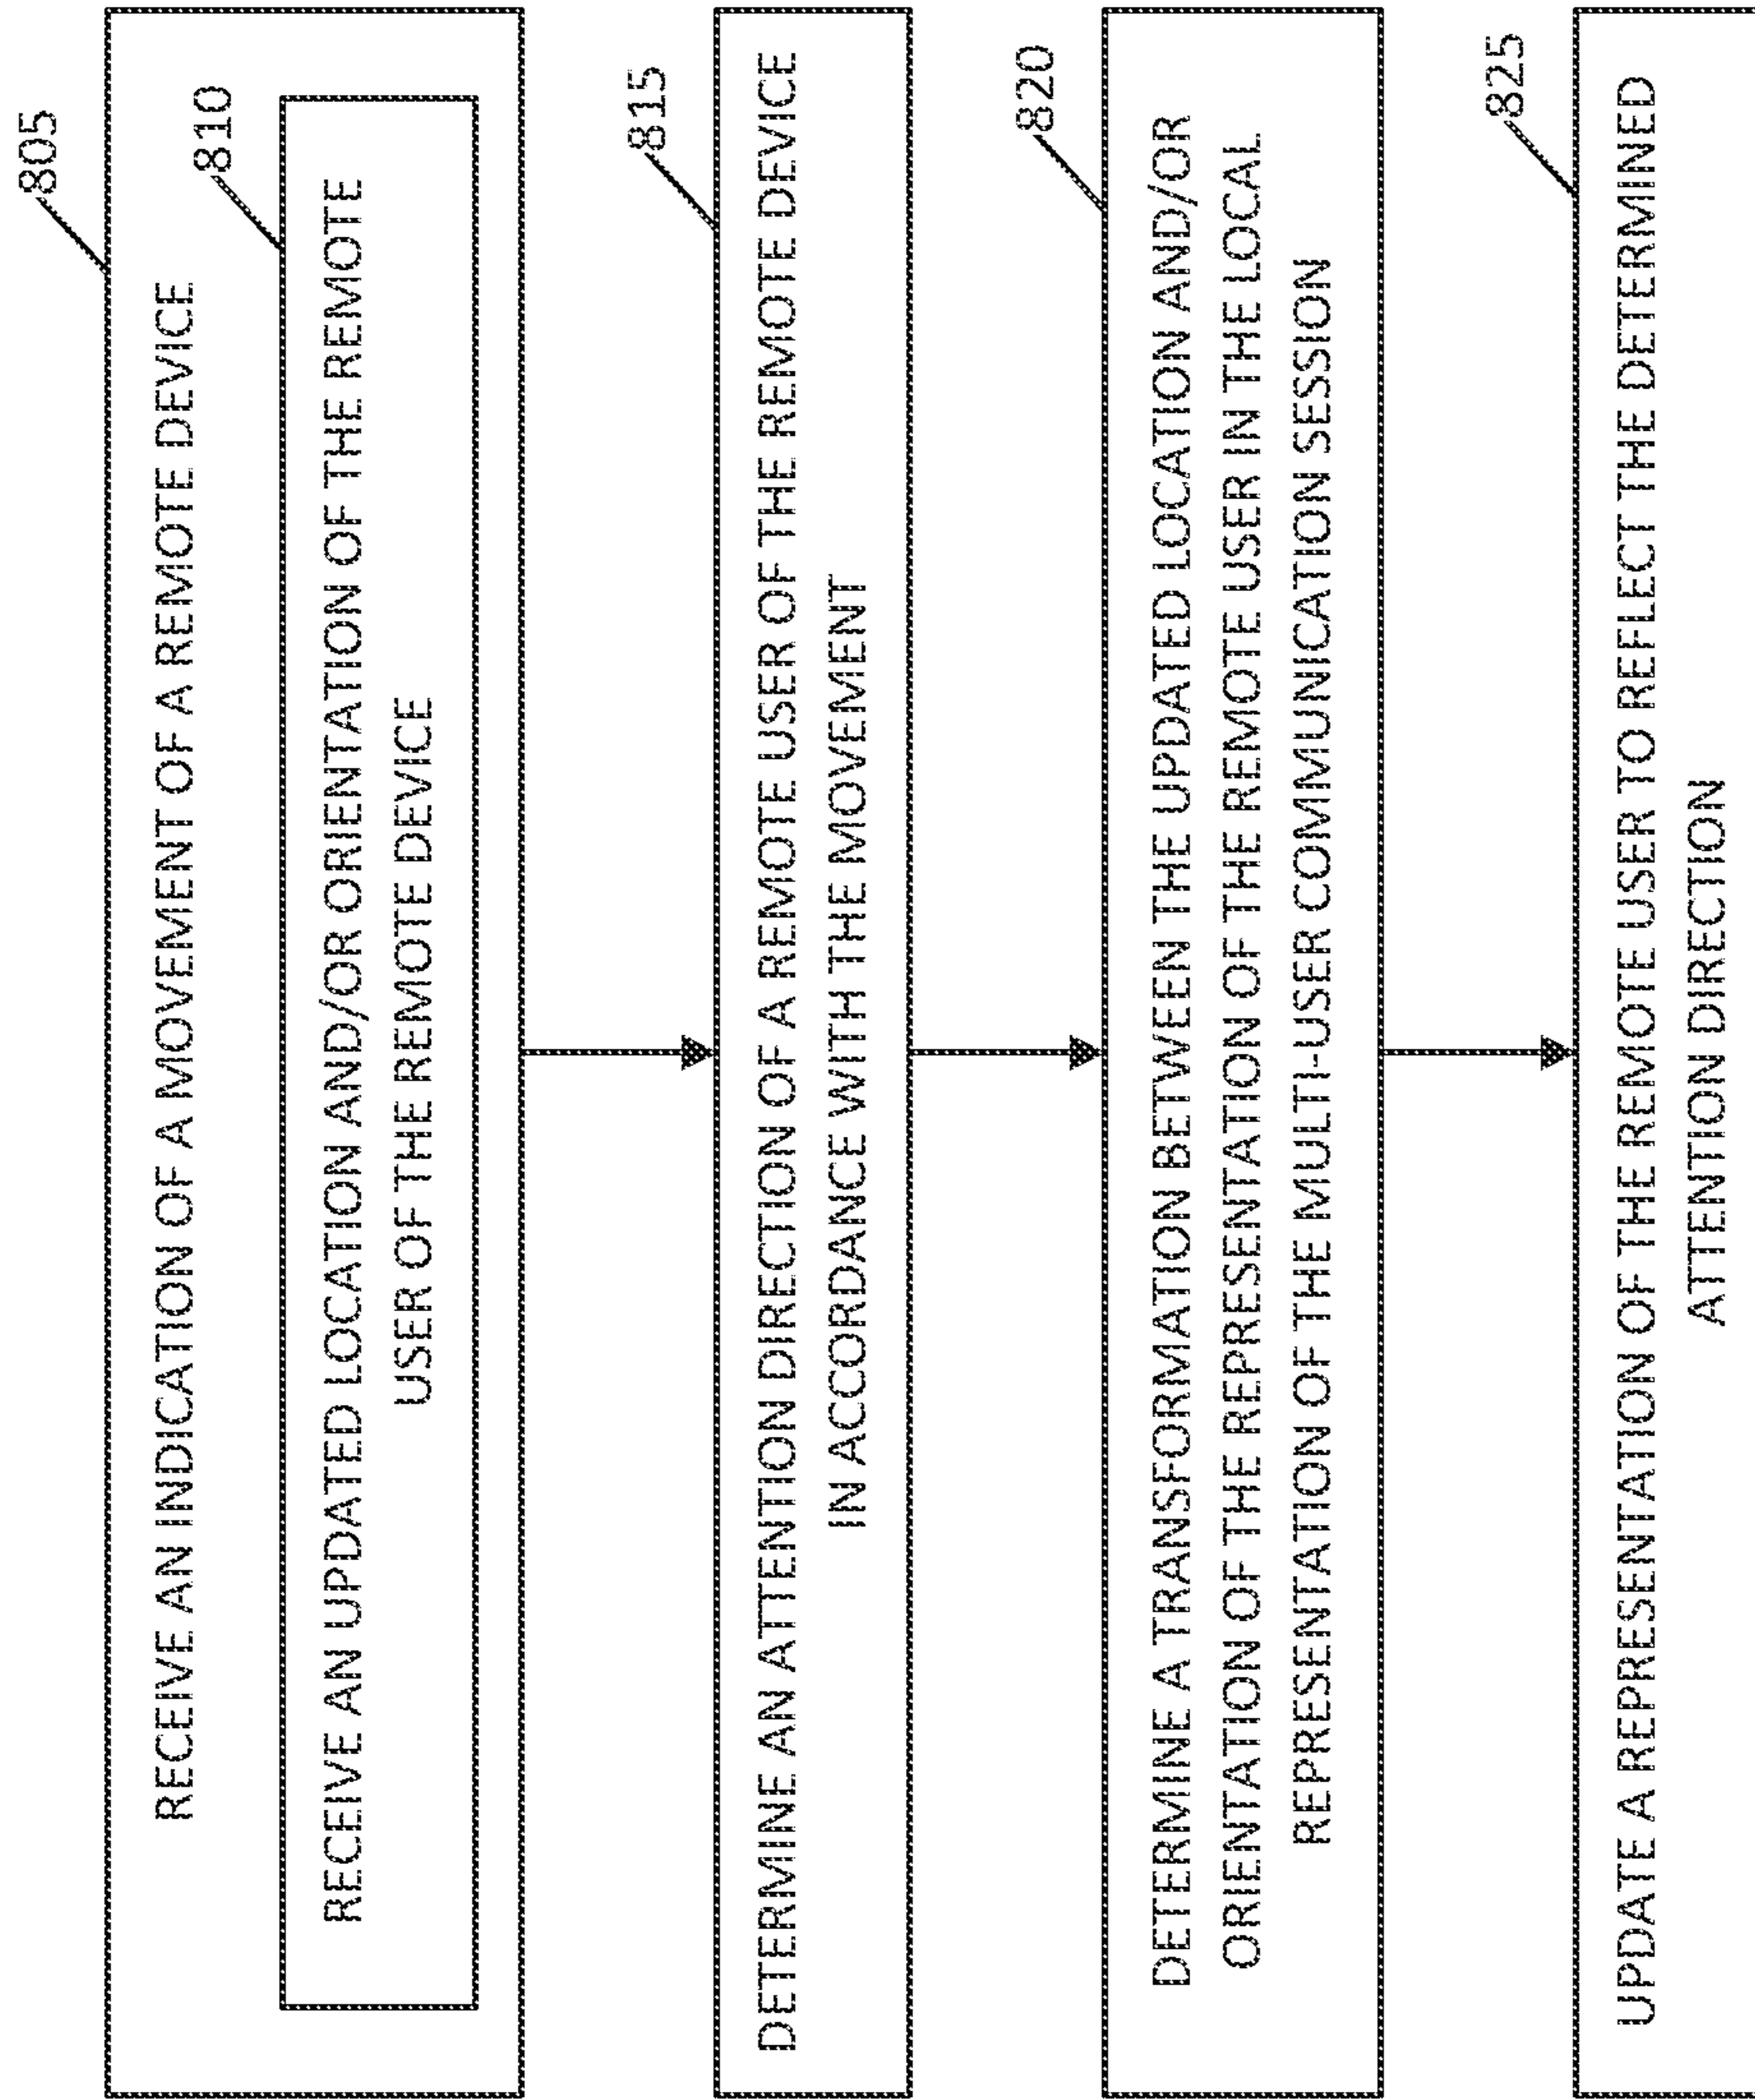 805
RECEIVE AN INDICATION OF A MOVEMENT OF A REMOTE DEVICE
810
RECEIVE AN UPDATED LOCATION AND/OR ORIENTATION OF THE REMOTE
USER OF THE REMOTE DEVICE
815
DETERMINE AN ATTENTION DIRECTION OF A REMOTE USER OF THE REMOTE DEVICE
IN ACCORDANCE WITH THE MOVEMENT
820
DETERMINE A TRANSFORMATION BETWEEN THE UPDATED LOCATION AND/OR
ORIENTATION OF THE REPRESENTATION OF THE REMOTE USER IN THE LOCAL
REPRESENTATION OF THE MULTI-USER COMMUNICATION SESSION
825
UPDATE A REPRESENTATION OF THE REMOTE USER TO REFLECT THE DETERMINED
ATTENTION DIRECTION